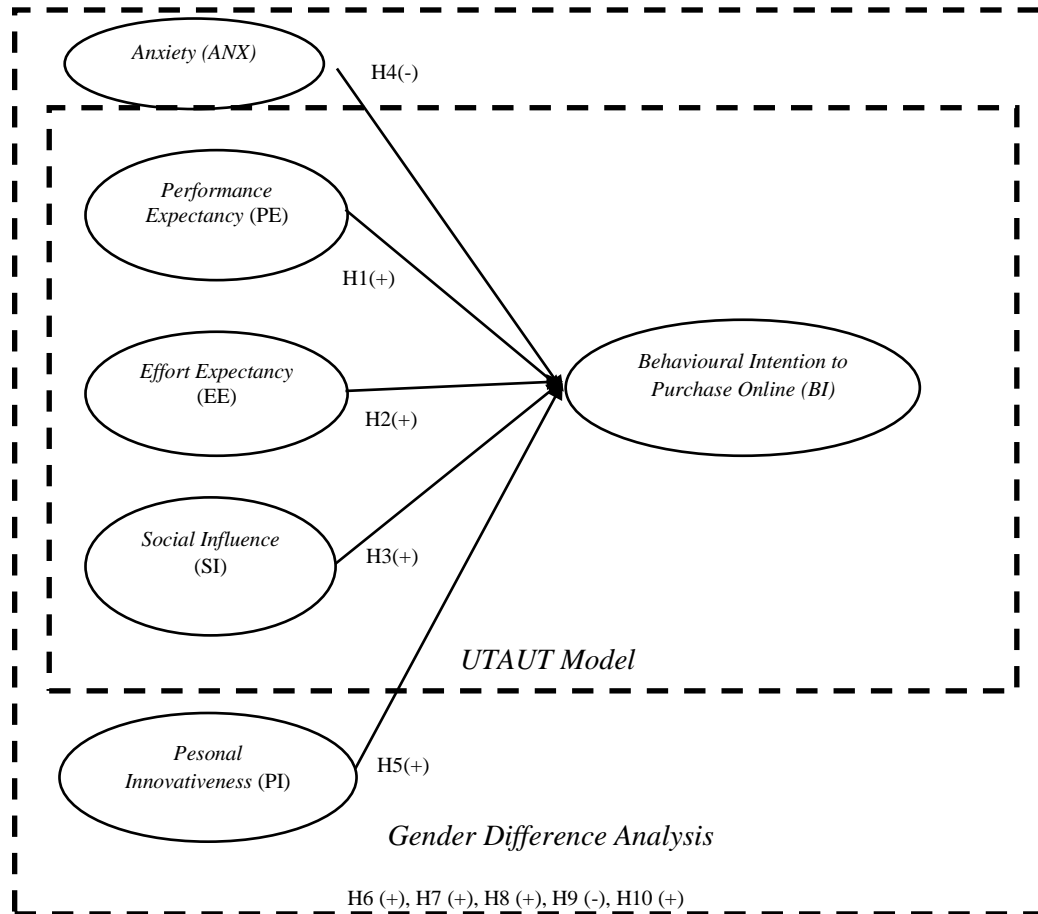 Anxiety (ANX)
H4(-)
Performance
Expectancy (PE)
H1(+)
Effort Expectancy
(EE)
H2(+)
Behavioural Intention to
Purchase Online (BI)
Social Influence
(SI)
H3(+)
UTAUT Model
Pesonal
Innovativeness (PI)
H5(+)
Gender Difference Analysis
H6 (+), H7 (+), H8 (+), H9 (-), H10 (+)